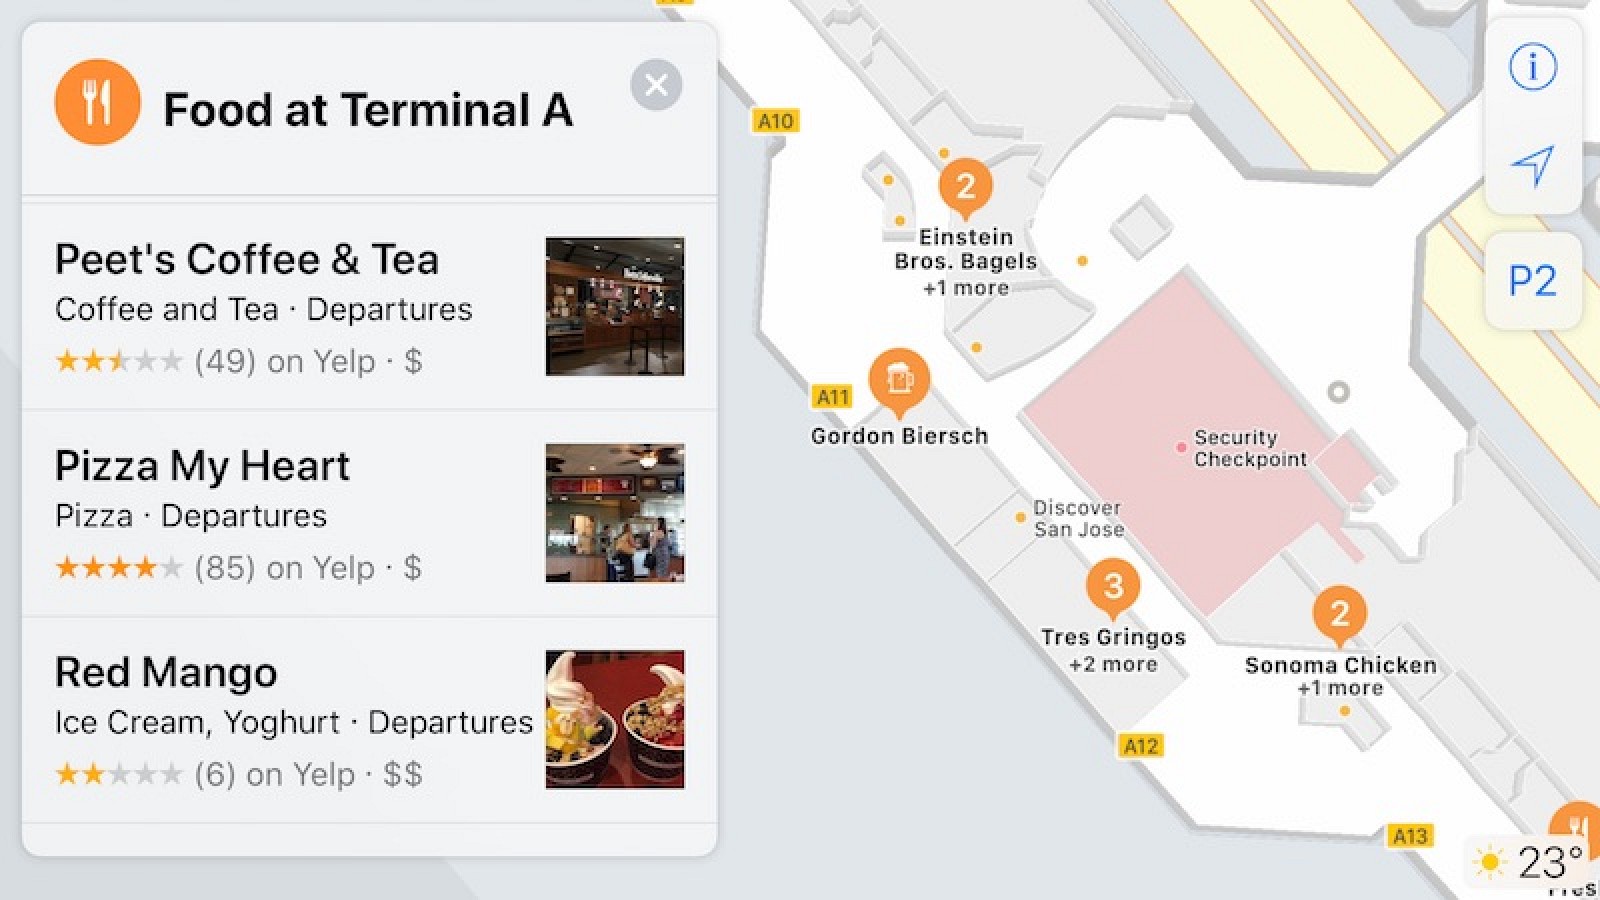 Food at Terminal A
Peet's Coffee & Tea
Coffee and Tea · Departures
(49) on Yelp · $
Pizza My Heart
Pizza · Departures
(85) on Yelp · $
Red Mango
Ice Cream, Yoghurt · Departures
(6) on Yelp · $$
A10
2
Einstein
Bros. Bagels
+1 more
A11
Gordon Biersch
Security
Checkpoint
Discover
San Jose
3
Tres Gringos
+2 more
2
Sonoma Chicken
+1 more
A12
A13
P2
23°